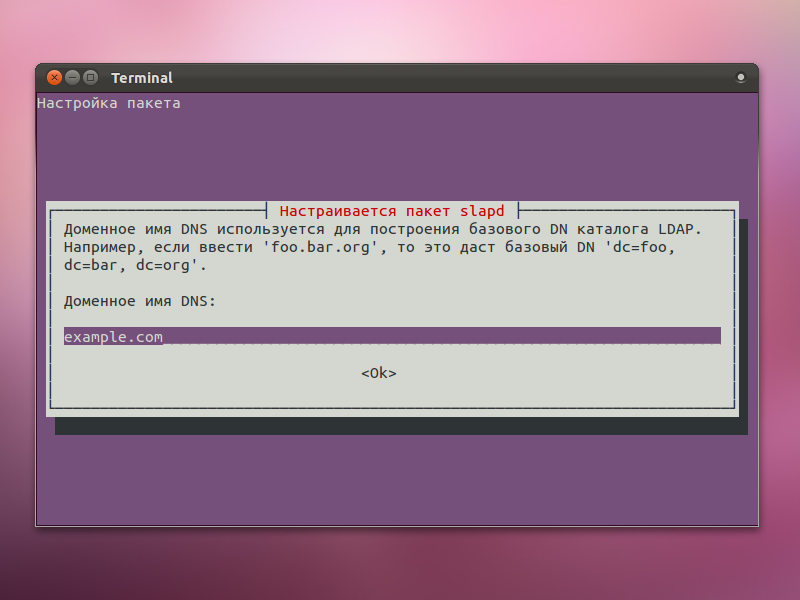 Terminal
Настройка пакета
Настраивается пакет slapd
Доменное имя DNS используется для построения базового DN каталога LDAP.
Например, если ввести 'foo.bar.org', то это даст базовый DN 'dc=foo,
dc=bar, dc=org'.
Доменное имя DNS:
example.com
<Ok>